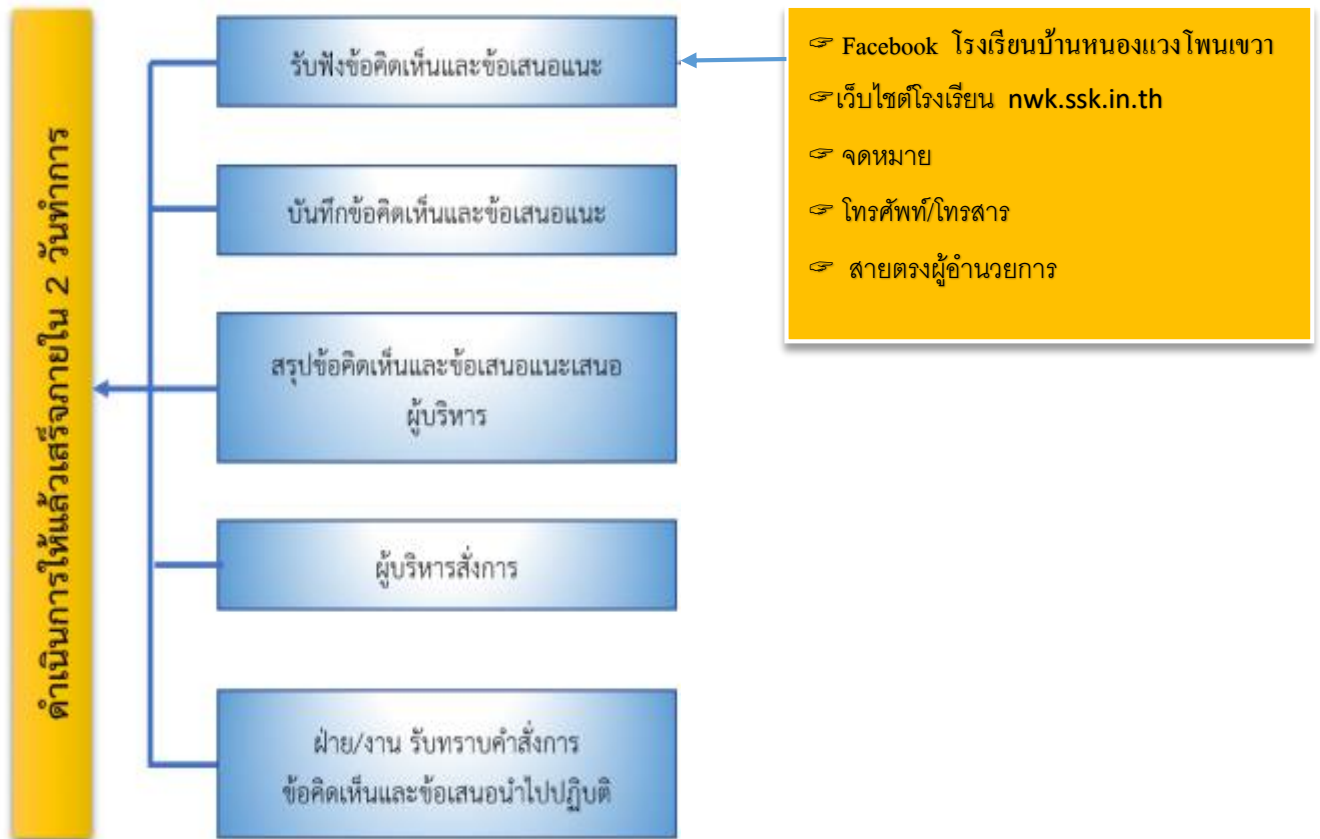 ดำเนินการให้แล้วเสร็จภายใน 2 วันทำการ
รับฟังข้อคิดเห็นและข้อเสนอแนะ
บันทึกข้อคิดเห็นและข้อเสนอแนะ
สรุปข้อคิดเห็นและข้อเสนอแนะเสนอ
ผู้บริหาร
ผู้บริหารสั่งการ
ฝ่าย/งาน รับทราบคำสั่งการ
ข้อคิดเห็นและข้อเสนอนำไปปฏิบติ
☞ Facebook โรงเรียนบ้านหนองแวงโพนเขวา
☞เว็บไซต์โรงเรียน nwk.ssk.in.th
☞ จดหมาย
☞ โทรศัพท์/โทรสาร
☞ สายตรงผู้อำนวยการ